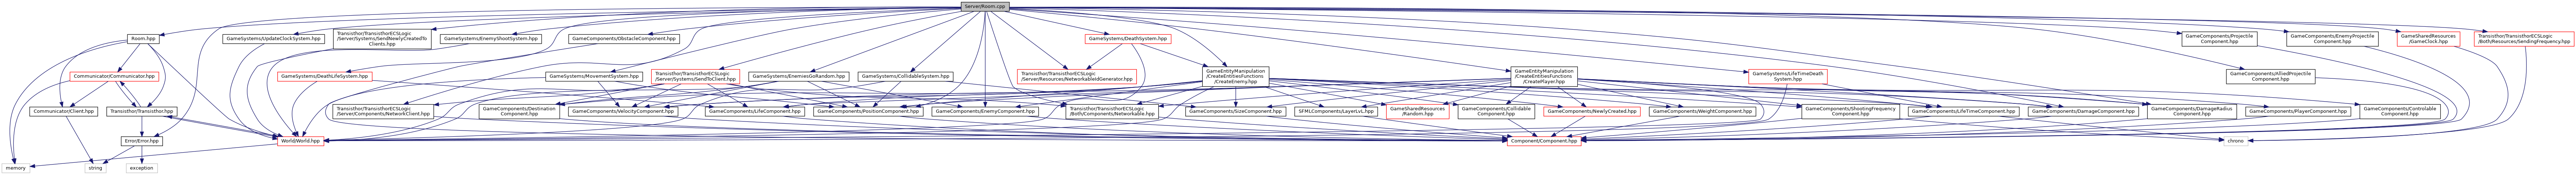 Server/Room.cpp
Room.hpp
GameSystems/UpdateClockSystem.hpp
Transisthor/TransisthorECSLogic
/Server/Systems/SendNewlyCreatedTo
Clients.hpp
GameSystems/EnemyShootSystem.hpp
GameComponents/ObstacleComponent.hpp
GameSystems/DeathSystem.hpp
GameComponents/Projectile
Component.hpp
GameComponents/EnemyProjectile
Component.hpp
GameSharedResources
/GameClock.hpp
Transisthor/TransisthorECSLogic
/Both/Resources/SendingFrequency.hpp
Communicator/Communicator.hpp
GameSystems/DeathLifeSystem.hpp
GameSystems/MovementSystem.hpp
Transisthor/TransisthorECSLogic
/Server/Systems/SendToClient.hpp
GameSystems/EnemiesGoRandom.hpp
GameSystems/CollidableSystem.hpp
Transisthor/TransisthorECSLogic
/Server/Resources/NetworkableIdGenerator.hpp
GameEntityManipulation
/CreateEntitiesFunctions
/CreateEnemy.hpp
GameEntityManipulation
/CreateEntitiesFunctions
/CreatePlayer.hpp
GameSystems/LifeTimeDeath
System.hpp
GameComponents/AlliedProjectile
Component.hpp
Communicator/Client.hpp
Transisthor/Transisthor.hpp
Transisthor/TransisthorECSLogic
/Server/Components/NetworkClient.hpp
GameComponents/Destination
Component.hpp
GameComponents/VelocityComponent.hpp
GameComponents/LifeComponent.hpp
GameComponents/PositionComponent.hpp
GameComponents/EnemyComponent.hpp
Transisthor/TransisthorECSLogic
/Both/Components/Networkable.hpp
GameComponents/SizeComponent.hpp
SFMLComponents/LayerLvL.hpp
GameSharedResources
/Random.hpp
GameComponents/Collidable
Component.hpp
GameComponents/NewlyCreated.hpp
GameComponents/WeightComponent.hpp
GameComponents/ShootingFrequency
Component.hpp
GameComponents/LifeTimeComponent.hpp
GameComponents/DamageComponent.hpp
GameComponents/DamageRadius
Component.hpp
GameComponents/PlayerComponent.hpp
GameComponents/Controlable
Component.hpp
Error/Error.hpp
World/World.hpp
Component/Component.hpp
chrono
memory
string
exception